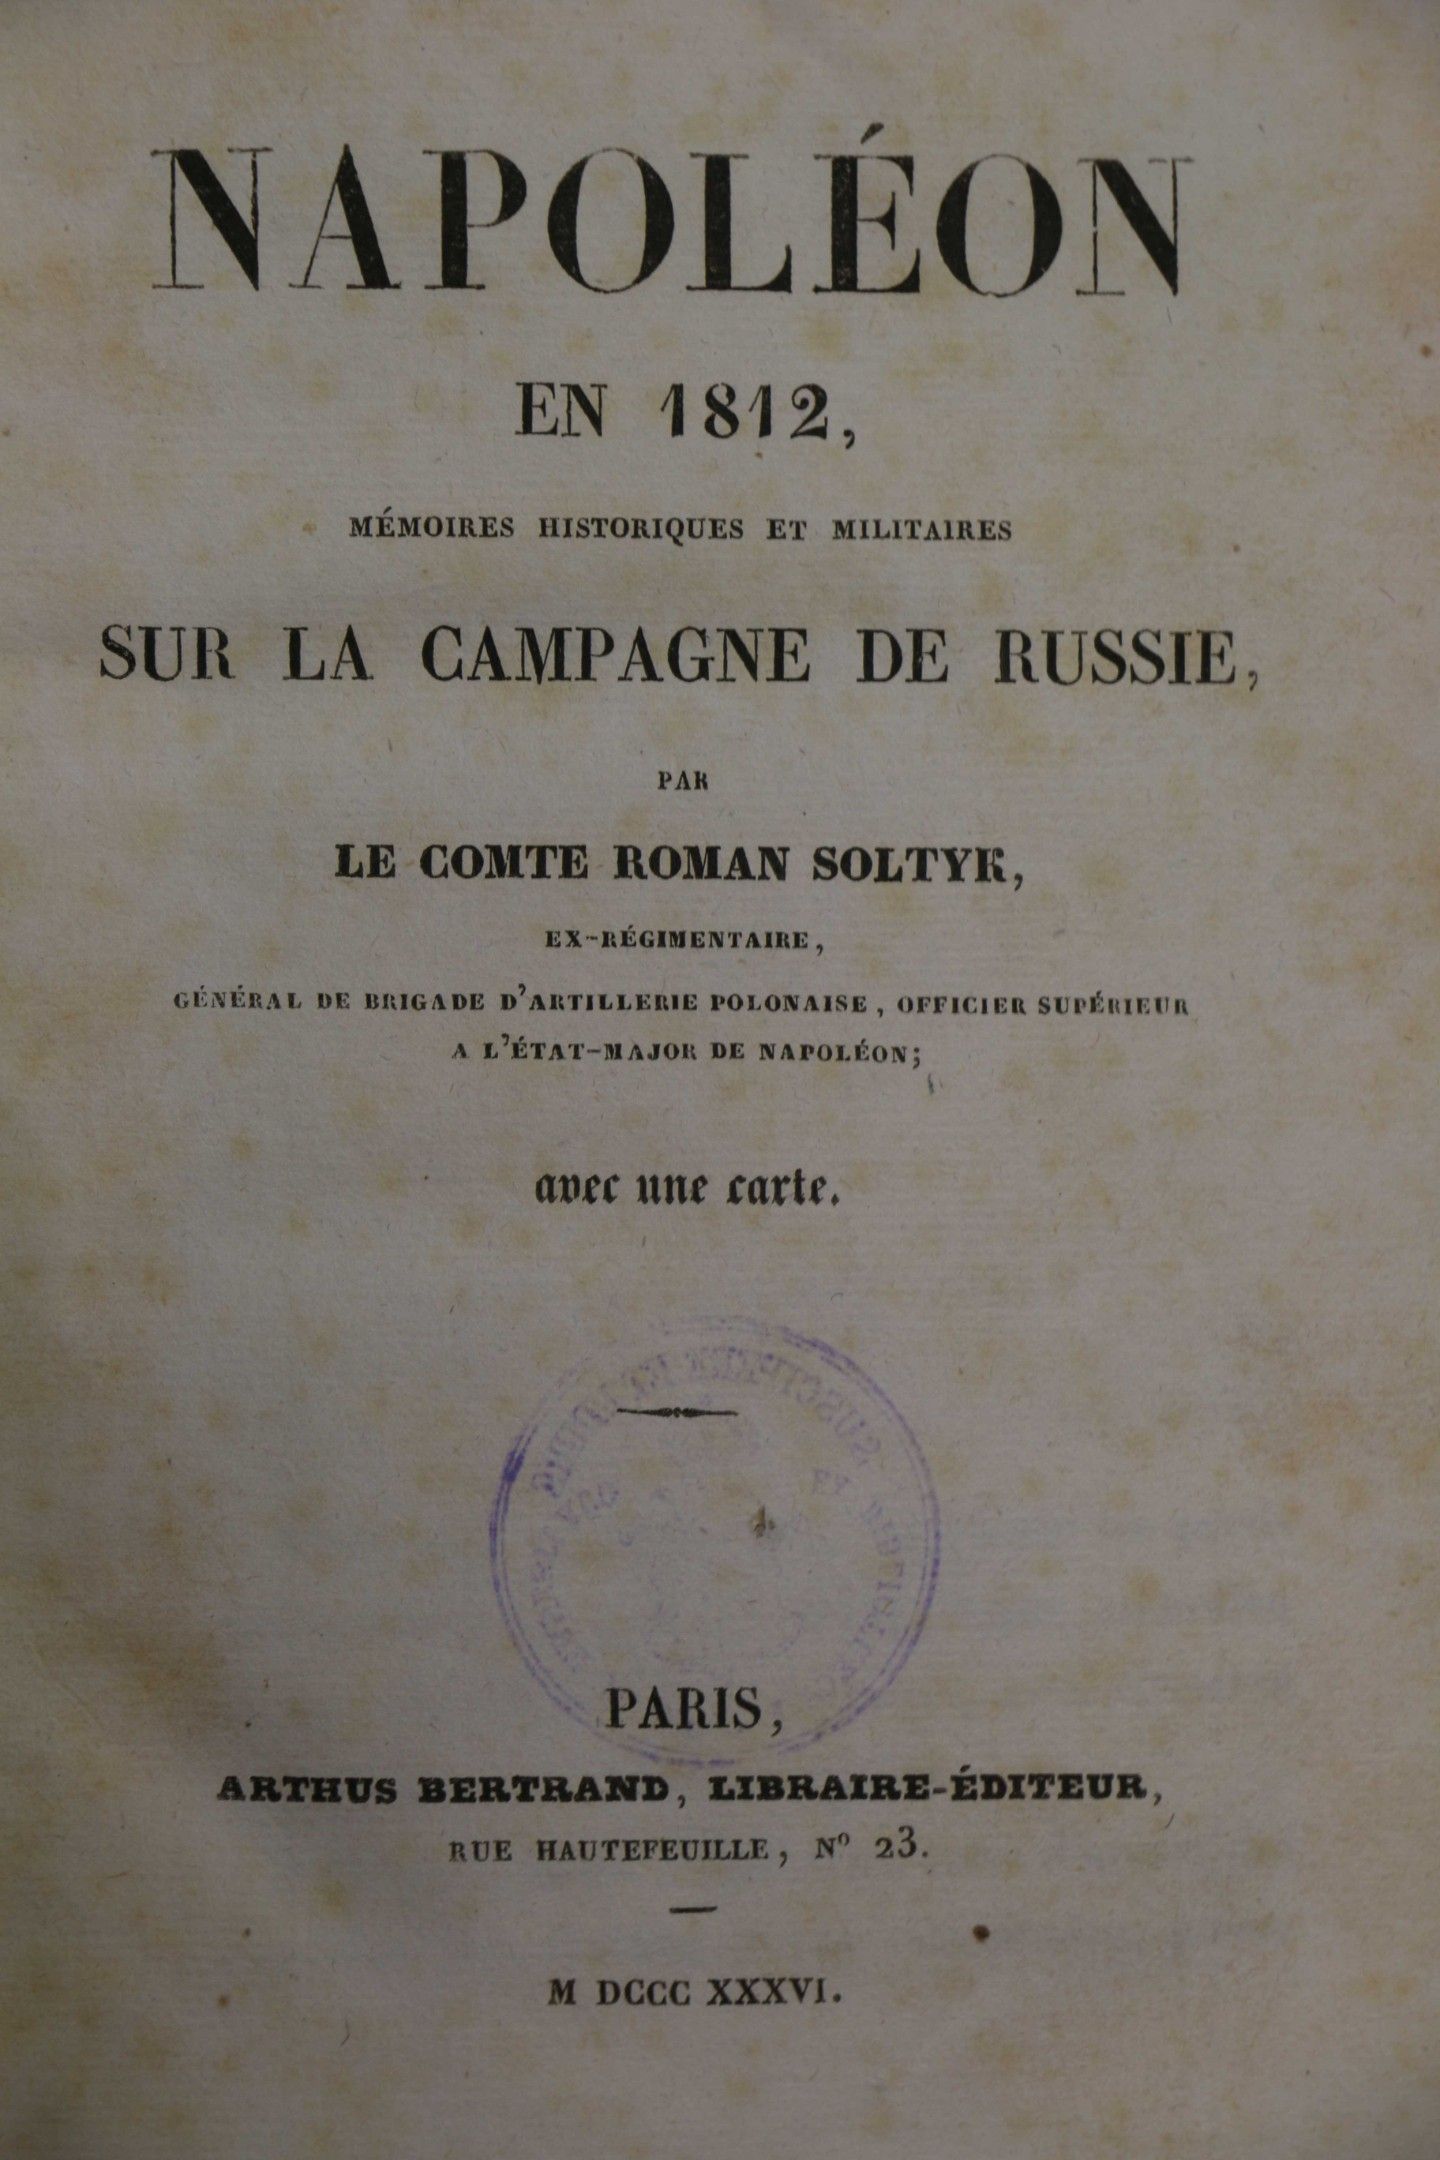 NAPOLÉON
EN 1812,
MÉMOIRES HISTORIQUES ET MILITAIRES
SUR LA CAMPAGNE DE RUSSIE,
PAR
LE COMTE ROMAN SOLTYK,
EX-RÉGIMENTAIRE,
GÉNÉRAL DE BRIGADE D'ARTILLERIE POLONAISE, OFFICIER SUPÉRIEUR
A L'ÉTAT-MAJOR DE NAPOLÉON;
avec une carte.
PARIS,
ARTHUS BERTRAND, LIBRAIRE-ÉDITEUR,
RUE HAUTEFEUILLE, Nº 23.
M DCCC XXXVI.